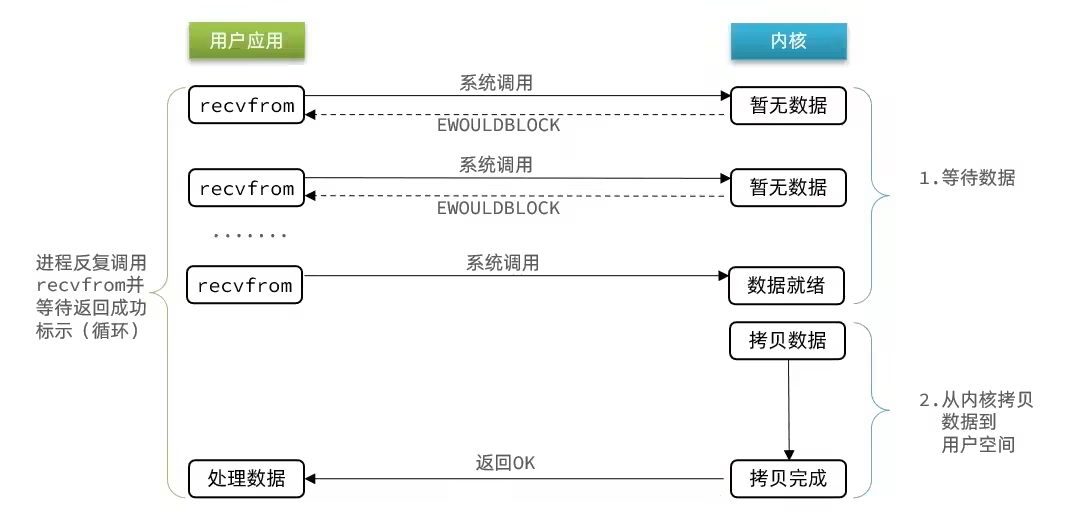 用户应用
内核
系统调用
recvfrom
暂无数据
EWOULDBLOCK
系统调用
recvfrom
暂无数据
EWOULDBLOCK
1.等待数据
.......
进程反复调用
recvfrom并
等待返回成功
标示（循环）
系统调用
recvfrom
数据就绪
拷贝数据
2.从内核拷贝
数据到
用户空间
返回OK
处理数据
拷贝完成